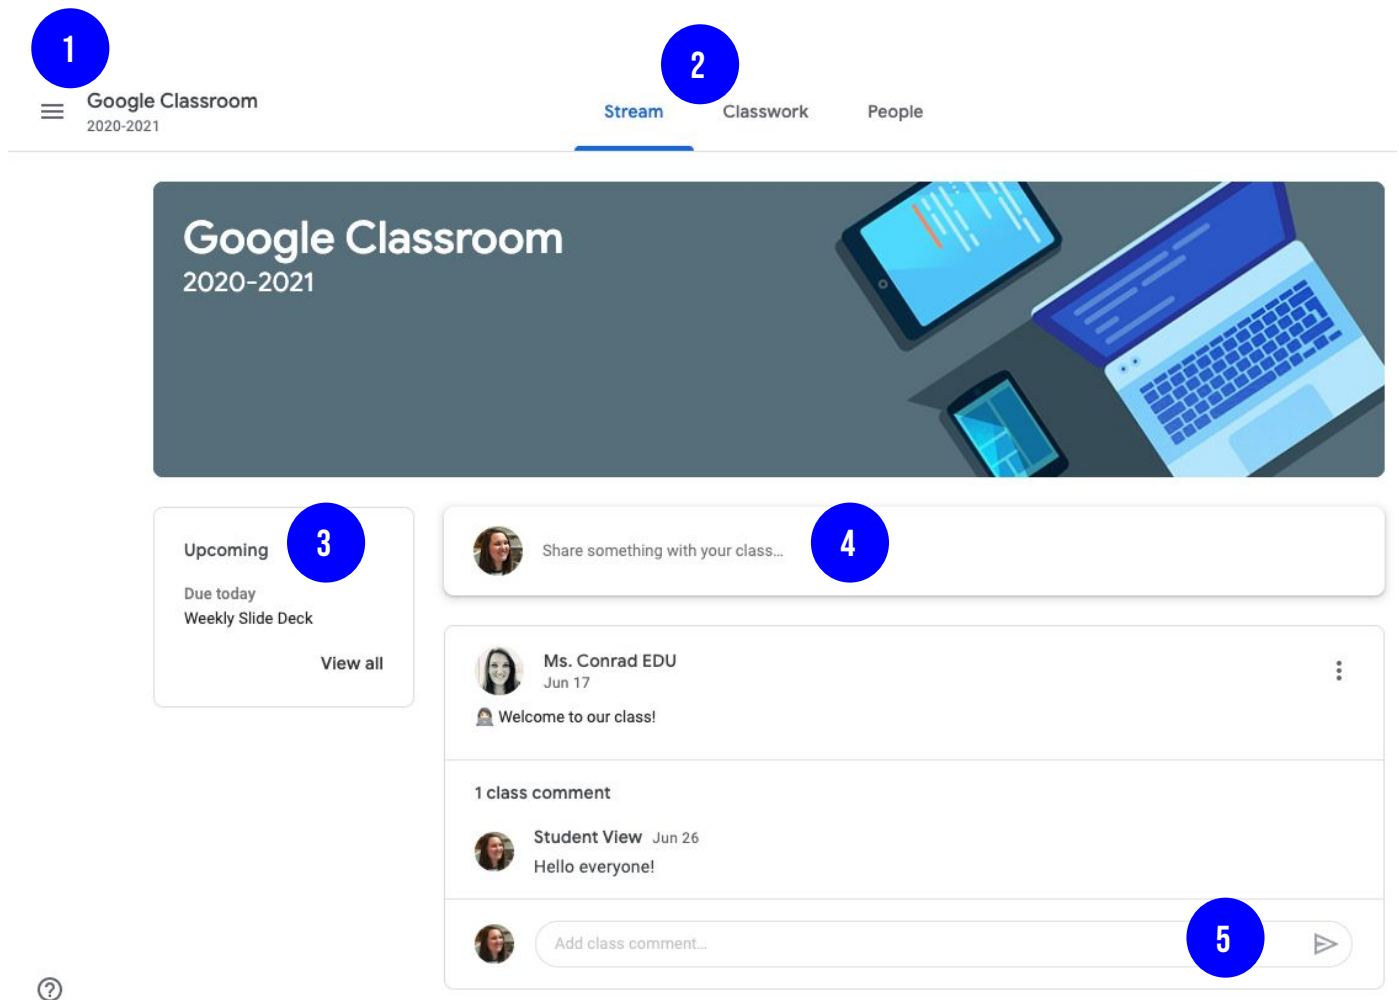 1
2
Google Classroom
2020-2021
Stream
Classwork
People
Google Classroom
2020-2021
Upcoming
3
Due today
Weekly Slide Deck
View all
Share something with your class...
4
Ms. Conrad EDU
Jun 17
Welcome to our class!
1 class comment
Student View Jun 26
Hello everyone!
Add class comment...
5